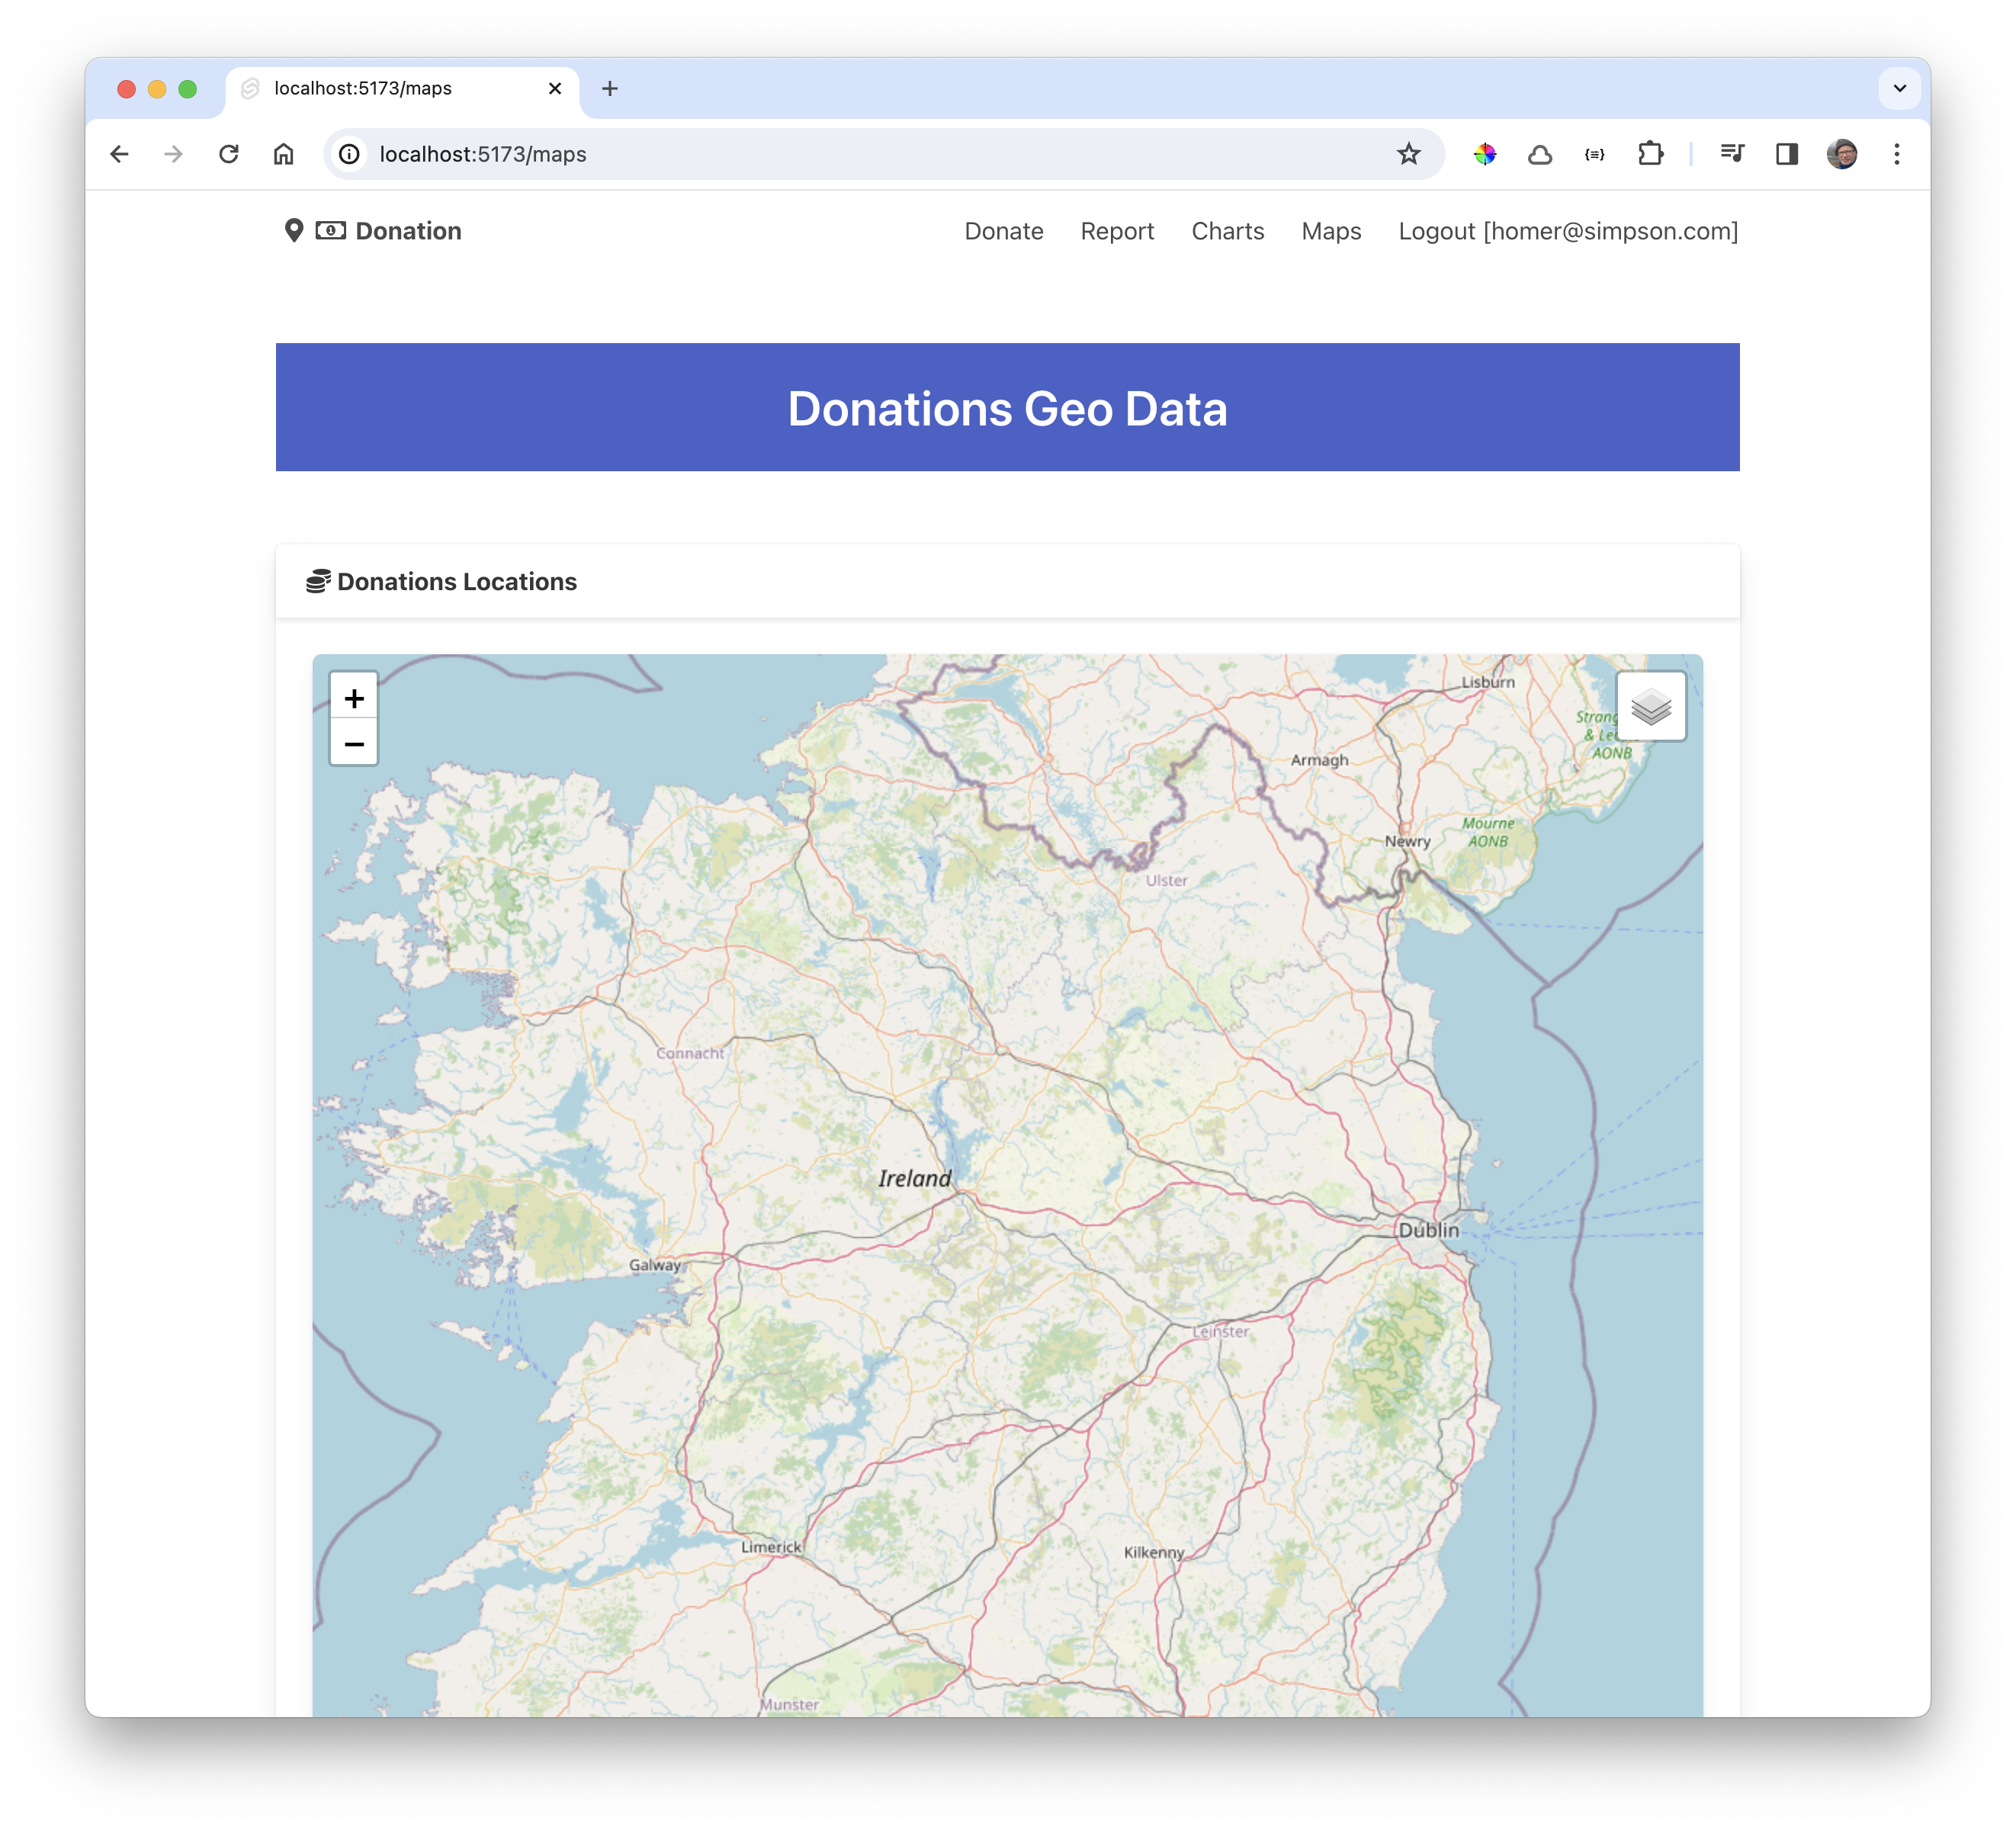 localhost:5173/maps
localhost:5173/maps
Donation
Donate Report Charts Maps Logout [homer@simpson.com]
Donations Geo Data
Donations Locations
+
−
Lisburn
Strang
& Le
AONB
Armagh
Mourne
AONB
Newry
Ulster
Connacht
Ireland
Dublin
Galway
Leinster
Limerick
Kilkenny
Munster